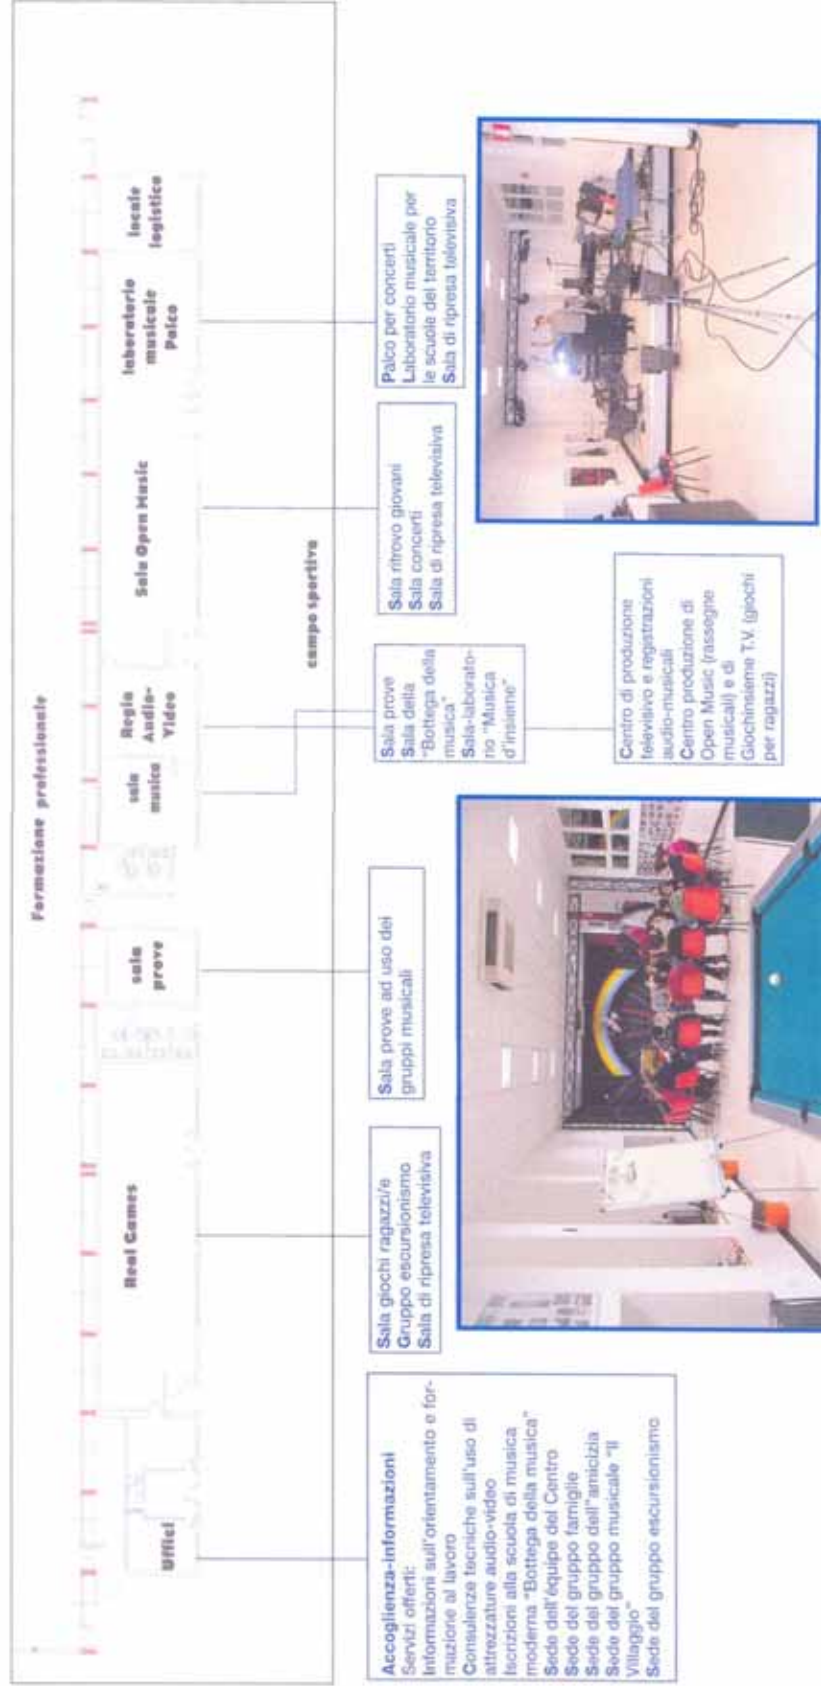 Formazione professionale
Uffici
Real Games
sala
prove
sala
musica
Regia
Audio-
Video
Sala Open Music
laboratorio
musicale
Palco
locale
logistico
campo sportivo
Accoglienza-informazioni
Servizi offerti:
Informazioni sull'orientamento e for-
mazione al lavoro
Consulenze tecniche sull'uso di
attrezzature audio-video
Iscrizioni alla scuola di musica
moderna "Bottega della musica"
Sede dell'équipe del Centro
Sede del gruppo famiglie
Sede del gruppo dell"amicizia
Sede del gruppo musicale "Il
Villaggio"
Sede del gruppo escursionismo
Sala giochi ragazzi/e
Gruppo escursionismo
Sala di ripresa televisiva
Sala prove ad uso dei
gruppi musicali
Sala prove
Sala della
"Bottega della
musica"
Sala-laborato-
rio "Musica
d'insieme"
Centro di produzione
televisivo e registrazioni
audio-musicali
Centro produzione di
Open Music (rassegne
musicali) e di
Giochinsieme T.V. (giochi
per ragazzi)
Sala ritrovo giovani
Sala concerti
Sala di ripresa televisiva
Palco per concerti
Laboratorio musicale per
le scuole del territorio
Sala di ripresa televisiva